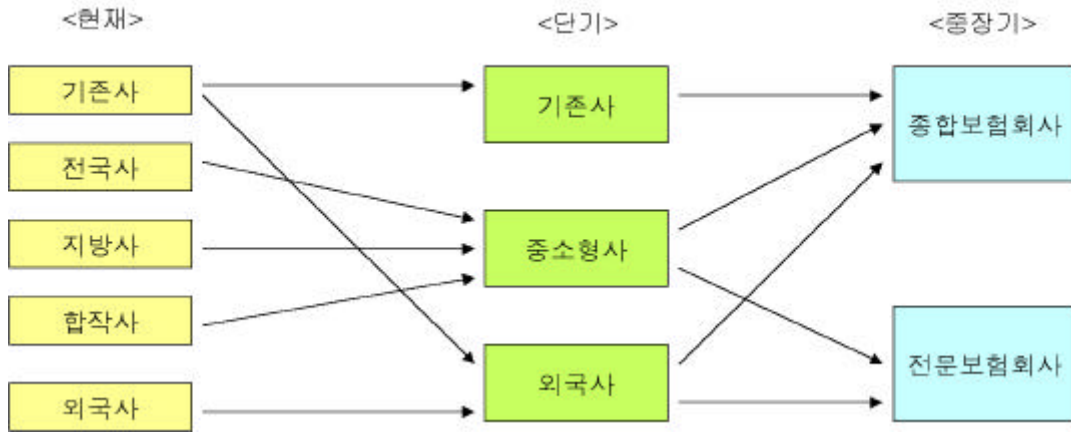 <현재>
<단기>
<중장기>
기존사
전국사
지방사
합작사
외국사
기존사
중소형사
외국사
종합보험회사
전문보험회사